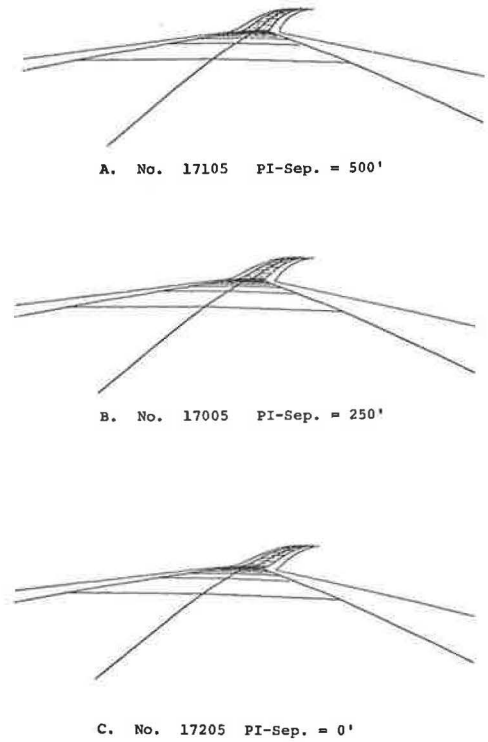 A. No. 17105 PI-Sep. = 500'
B. No. 17005 PI-Sep. = 250'
C. No. 17205 PI-Sep. = 0'